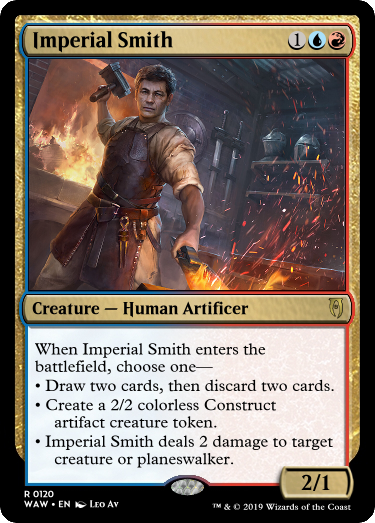 Imperial Smith 1
Creature — Human Artificer
When Imperial Smith enters the
battlefield, choose one—
• Draw two cards, then discard two cards.
• Create a 2/2 colorless Construct
artifact creature token.
• Imperial Smith deals 2 damage to target
creature or planeswalker.
2/1
R 0120
WAW • EN Leo Av
™ & © 2019 Wizards of the Coast